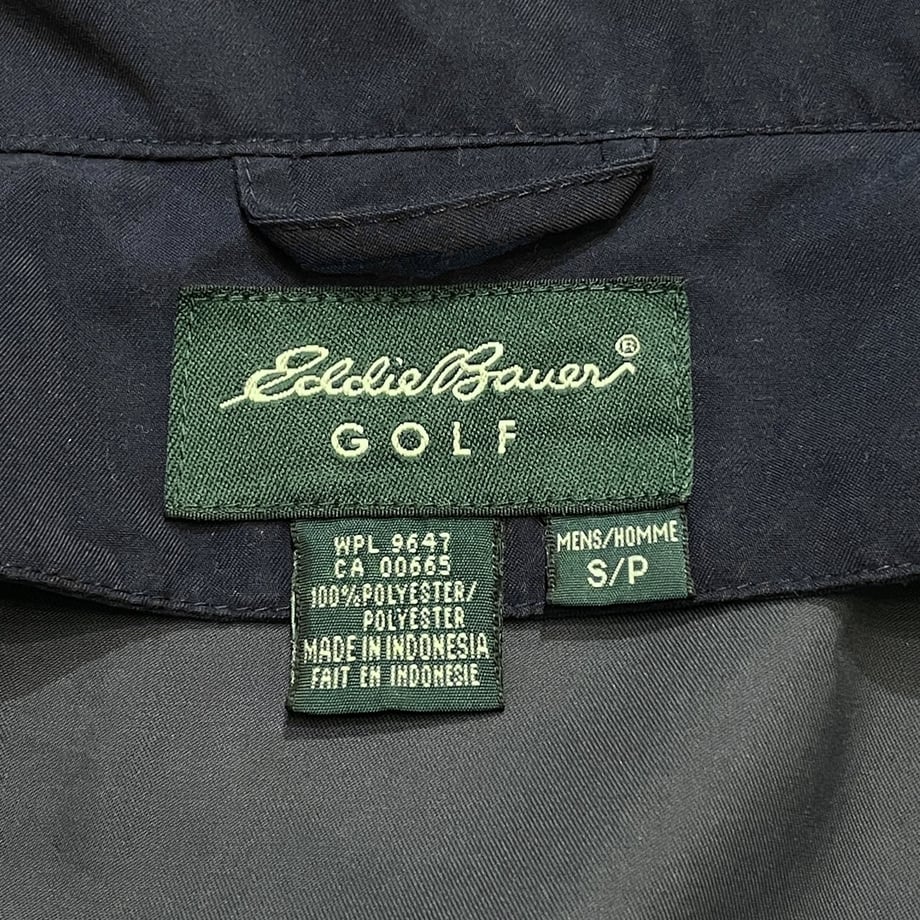 Eddie Bauer®
GOLF
WPL 9647
CA 00665
100%POLYESTER/
POLYESTER
MADE IN INDONESIA
FAIT EN INDONESIE
MENS/HOMME
S/P